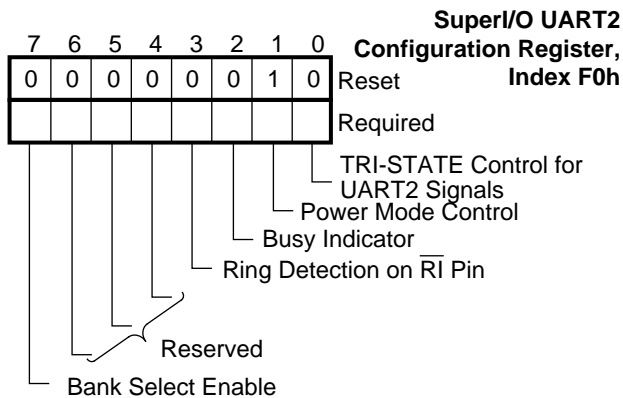 SuperI/O UART2
Configuration Register,
Index F0h
7 6 5 4 3 2 1 0
0 0 0 0 0 0 1 0 Reset
Required
TRI-STATE Control for
UART2 Signals
Power Mode Control
Busy Indicator
Ring Detection on R̅I̅ Pin
Reserved
Bank Select Enable